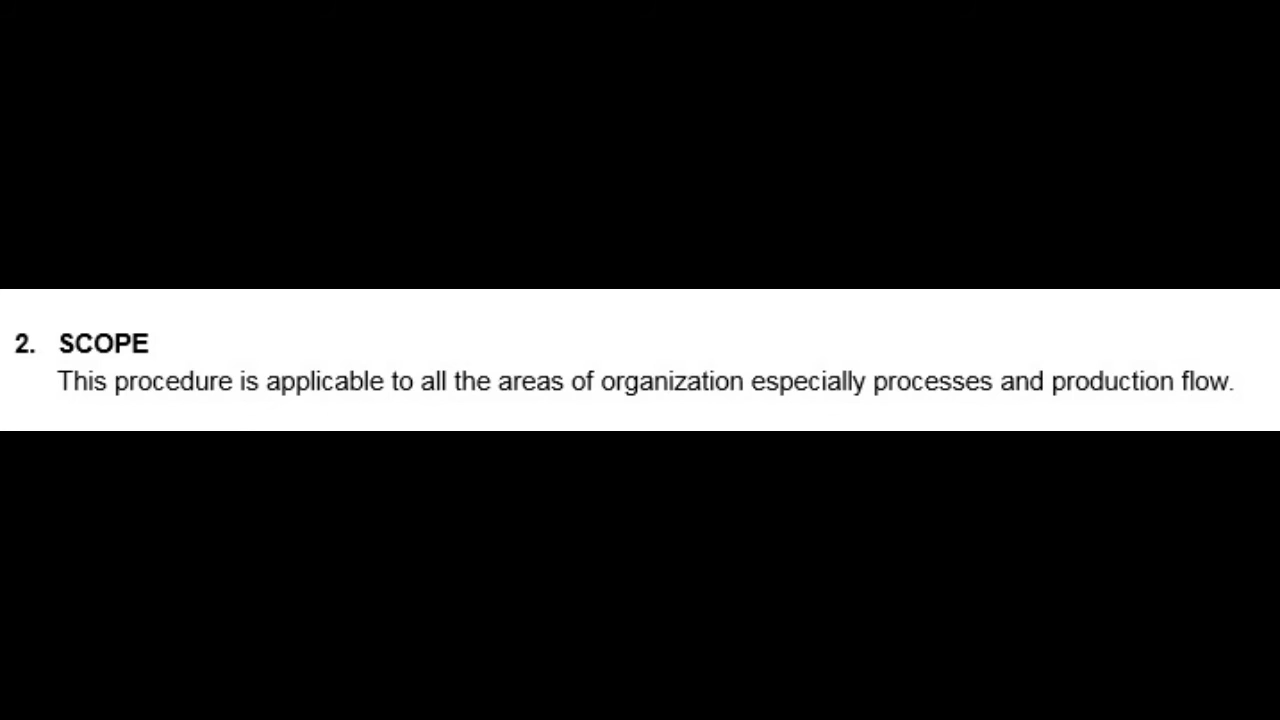 2. SCOPE
This procedure is applicable to all the areas of organization especially processes and production flow.